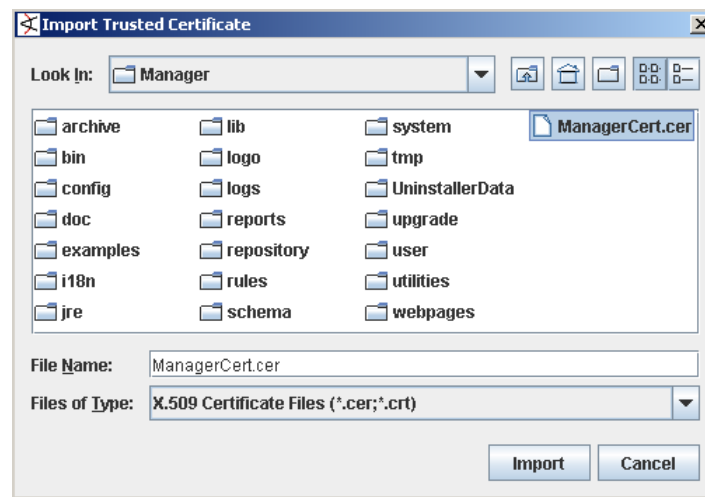 Import Trusted Certificate
Look In: Manager
archive lib system ManagerCert.cer
bin logo tmp
config logs UninstallerData
doc reports upgrade
examples repository user
i18n rules utilities
jre schema webpages
File Name: ManagerCert.cer
Files of Type: X.509 Certificate Files (*.cer;*.crt)
Import Cancel